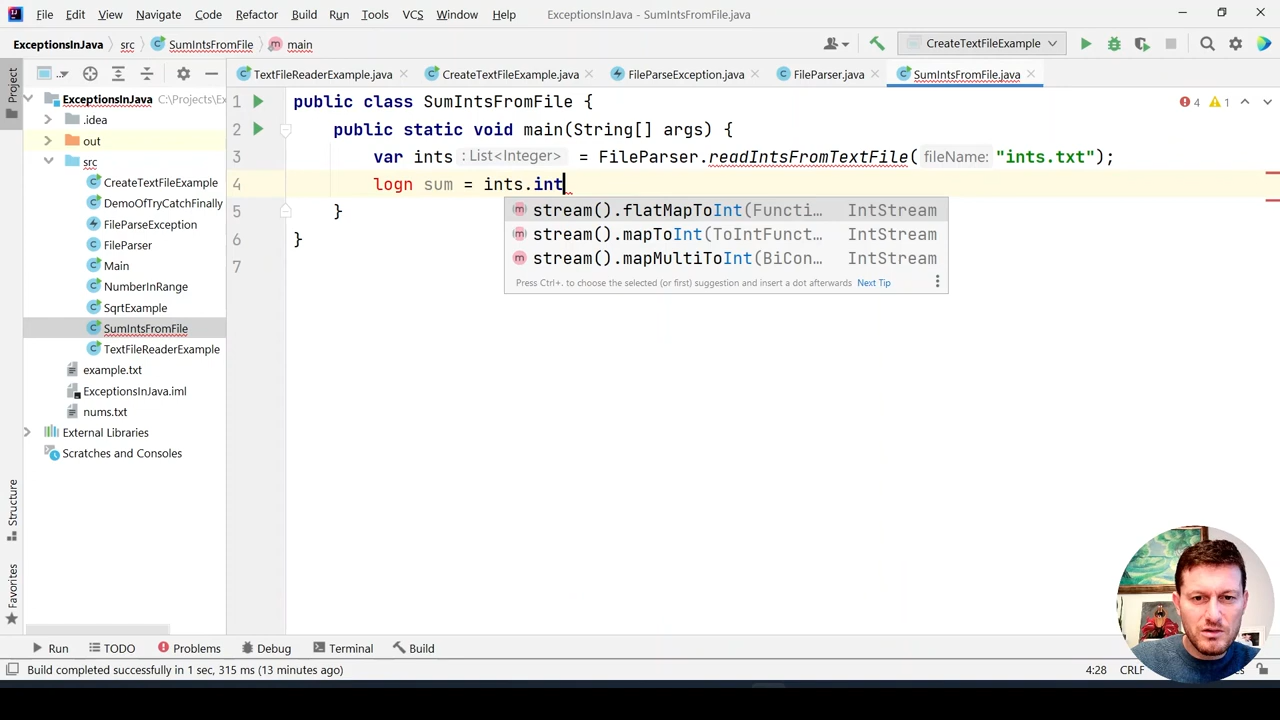 File Edit View Navigate Code Refactor Build Run Tools VCS Window Help ExceptionsInJava - SumIntsFromFile.java
ExceptionsInJava src SumIntsFromFile main CreateTextFileExample
TextFileReaderExample.java CreateTextFileExample.java FileParseException.java FileParser.java SumIntsFromFile.java
Project
Structure
Favorites
ExceptionsInJava C:\Projects\Ex
.idea
out
src
CreateTextFileExample
DemoOfTryCatchFinally
FileParseException
FileParser
Main
NumberInRange
SqrtExample
SumIntsFromFile
TextFileReaderExample
example.txt
ExceptionsInJava.iml
nums.txt
External Libraries
Scratches and Consoles
1 public class SumIntsFromFile { 4 1
2 public static void main(String[] args) {
3 var ints : List<Integer> = FileParser.readIntsFromTextFile( fileName: "ints.txt");
4 logn sum = ints.int
5 }
6 }
7
stream().flatMapToInt(Functi… IntStream
stream().mapToInt(ToIntFunct… IntStream
stream().mapMultiToInt(BiCon… IntStream
Press Ctrl+. to choose the selected (or first) suggestion and insert a dot afterwards Next Tip
Run TODO Problems Debug Terminal Build
Build completed successfully in 1 sec, 315 ms (13 minutes ago) 4:28 CRLF